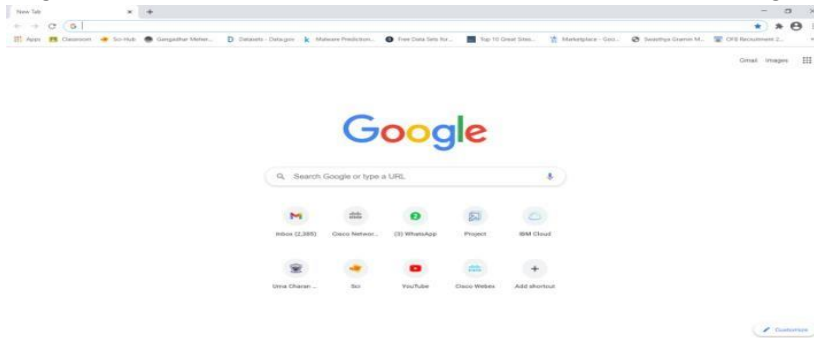 New Tab
G
Apps Classroom Sci-Hub Gangadhar Meher... Datasets - Data.gov Malware Prediction... Free Data Sets for... Top 10 Great Sites... Marketplace - Goo... Swasthya Gramin M... OFB Recruitment 2...
Gmail Images
Google
Search Google or type a URL
Inbox (2,385) Cisco Networ... (3) WhatsApp Project IBM Cloud
Uma Charan ... Sci YouTube Cisco Webex Add shortcut
Customize